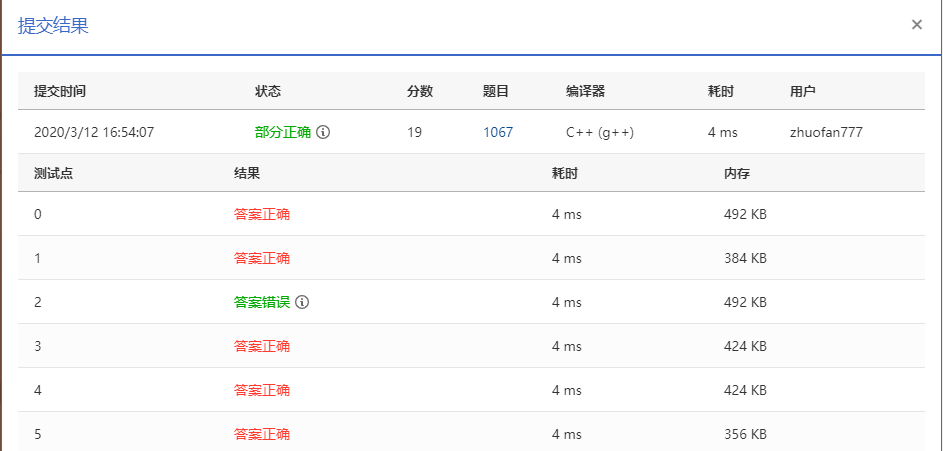 提交结果 ×
提交时间 状态 分数 题目 编译器 耗时 用户
2020/3/12 16:54:07 部分正确 19 1067 C++ (g++) 4 ms zhuofan777
测试点 结果 耗时 内存
0 答案正确 4 ms 492 KB
1 答案正确 4 ms 384 KB
2 答案错误 4 ms 492 KB
3 答案正确 4 ms 424 KB
4 答案正确 4 ms 424 KB
5 答案正确 4 ms 356 KB